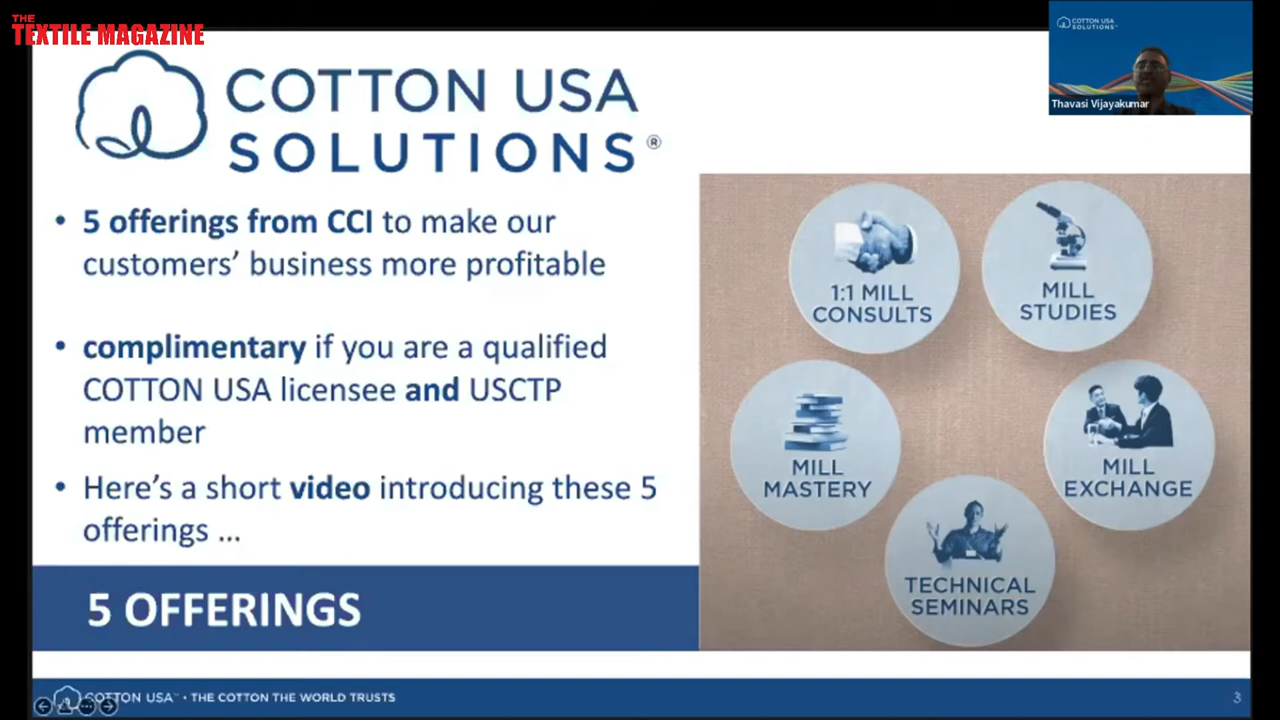 THE
TEXTILE MAGAZINE
COTTON USA
SOLUTIONS®
COTTON USA
SOLUTIONS
Thavasi Vijayakumar
• 5 offerings from CCI to make our
customers' business more profitable
• complimentary if you are a qualified
COTTON USA licensee and USCTP
member
• Here's a short video introducing these 5
offerings ...
5 OFFERINGS
1:1 MILL
CONSULTS
MILL
STUDIES
MILL
MASTERY
MILL
EXCHANGE
TECHNICAL
SEMINARS
COTTON USA™ • THE COTTON THE WORLD TRUSTS
3